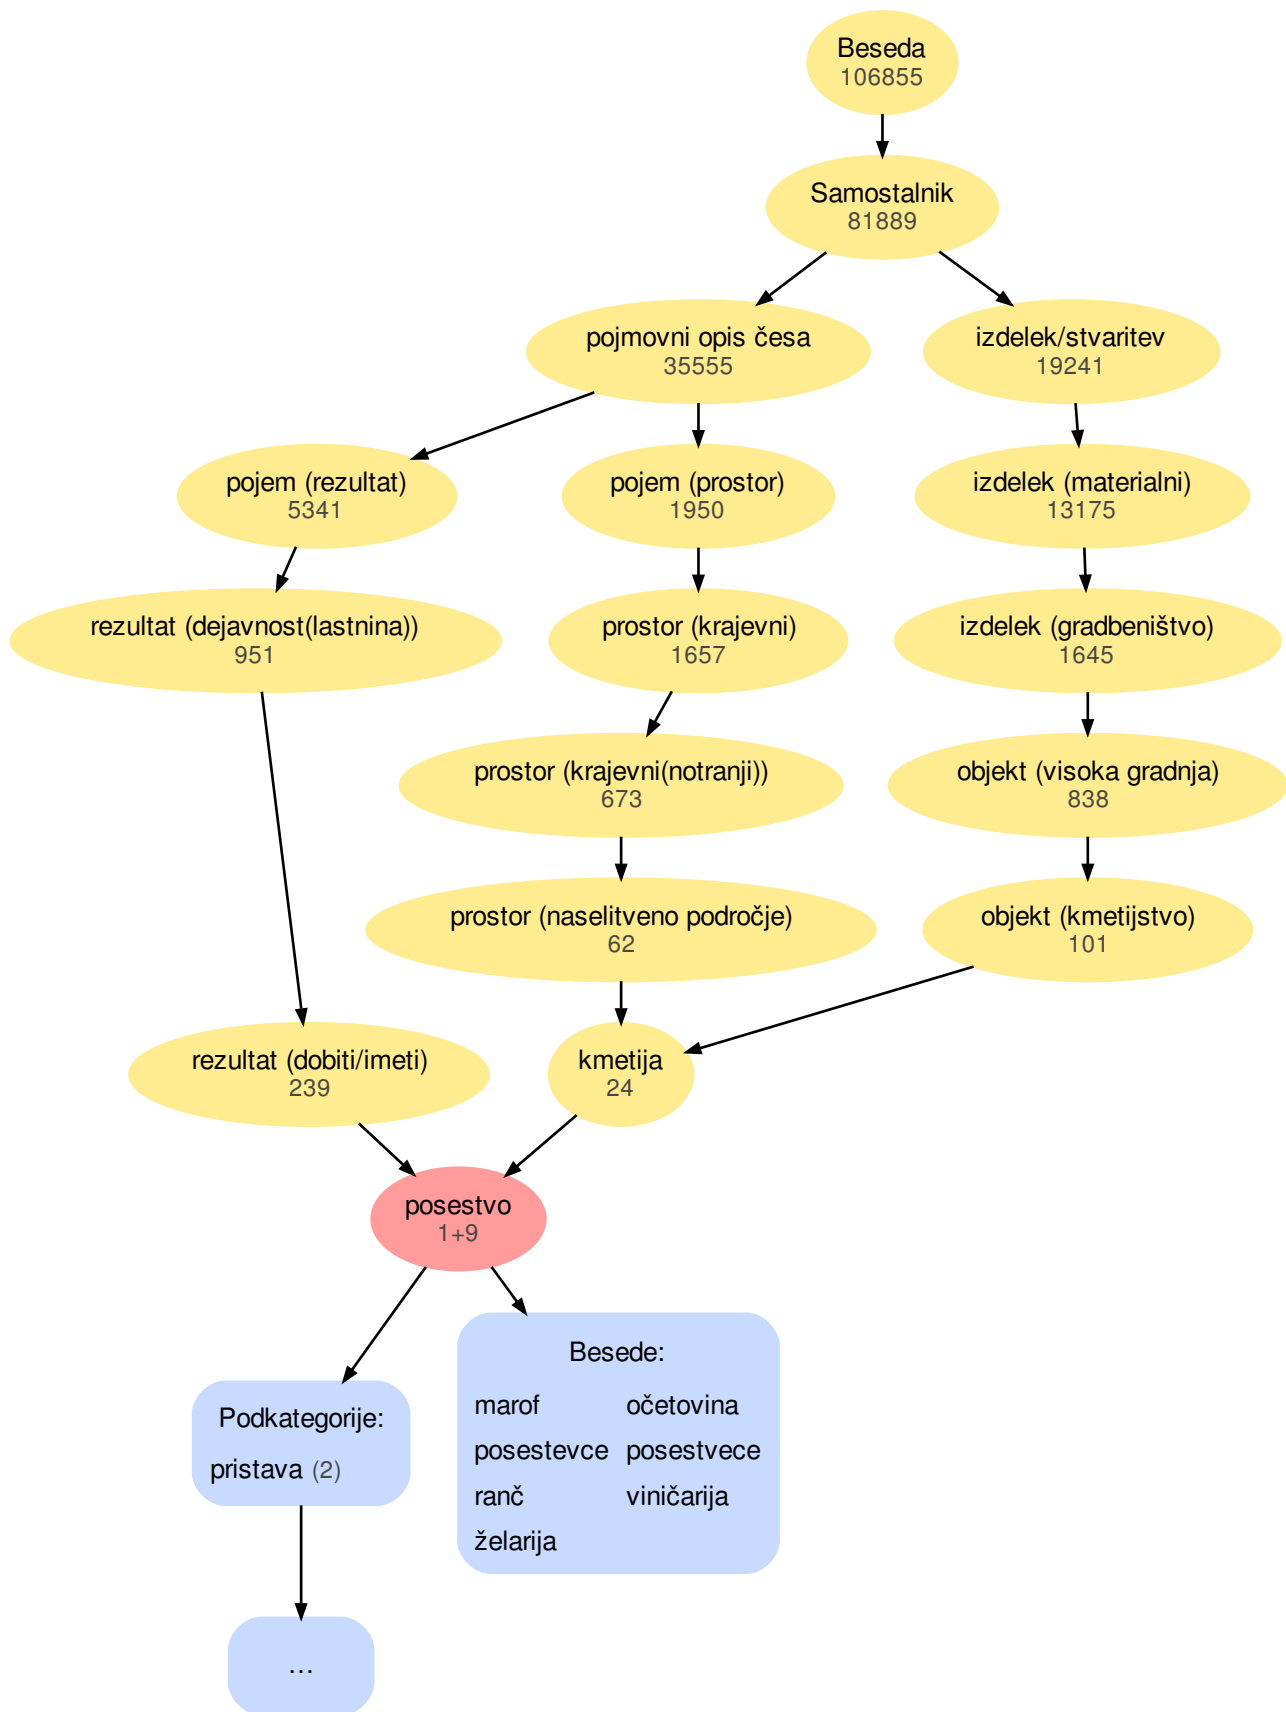 Beseda
106855
Samostalnik
81889
pojmovni opis česa
35555
izdelek/stvaritev
19241
pojem (rezultat)
5341
pojem (prostor)
1950
izdelek (materialni)
13175
rezultat (dejavnost(lastnina))
951
prostor (krajevni)
1657
izdelek (gradbeništvo)
1645
prostor (krajevni(notranji))
673
objekt (visoka gradnja)
838
prostor (naselitveno področje)
62
objekt (kmetijstvo)
101
rezultat (dobiti/imeti)
239
kmetija
24
posestvo
1+9
Besede:
marof očetovina
posestevce posestvece
ranč viničarija
želarija
Podkategorije:
pristava (2)
...